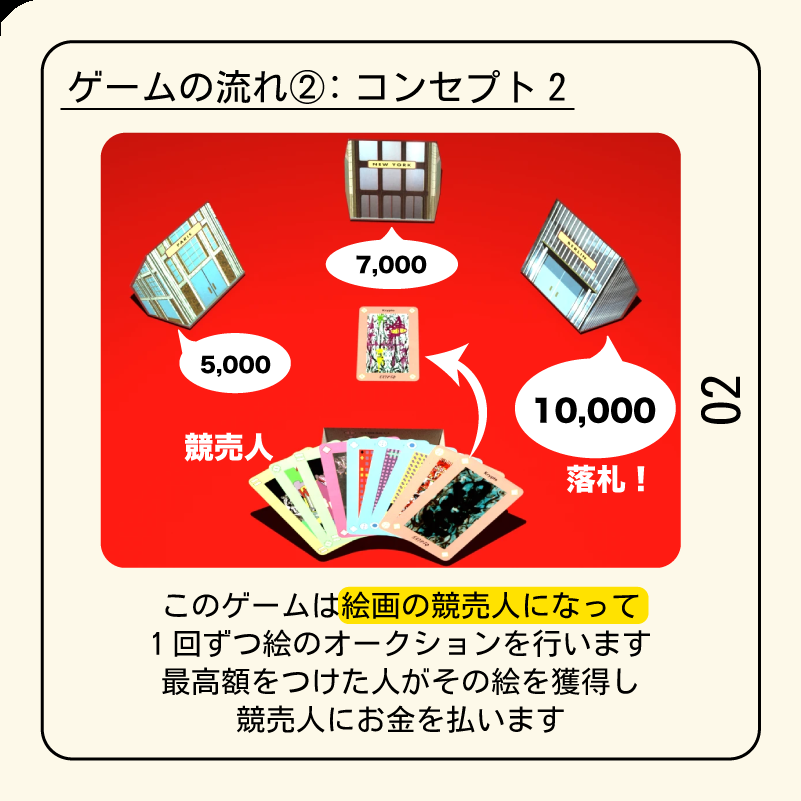 ゲームの流れ②: コンセプト2
NEW YORK
PARIS
BERLIN
7,000
5,000
10,000
落札！
競売人
02
このゲームは絵画の競売人になって
1回ずつ絵のオークションを行います
最高額をつけた人がその絵を獲得し
競売人にお金を払います